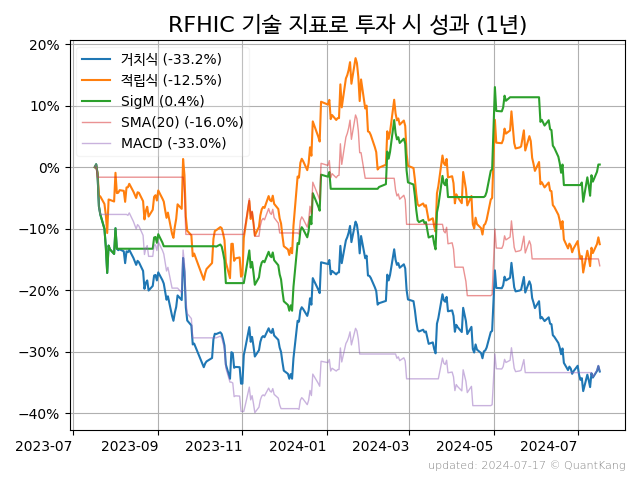 RFHIC 기술 지표로 투자 시 성과 (1년)
20%
10%
0%
−10%
−20%
−30%
−40%
거치식 (-33.2%)
적립식 (-12.5%)
SigM (0.4%)
SMA(20) (-16.0%)
MACD (-33.0%)
2023-07 2023-09 2023-11 2024-01 2024-03 2024-05 2024-07
updated: 2024-07-17 © QuantKang